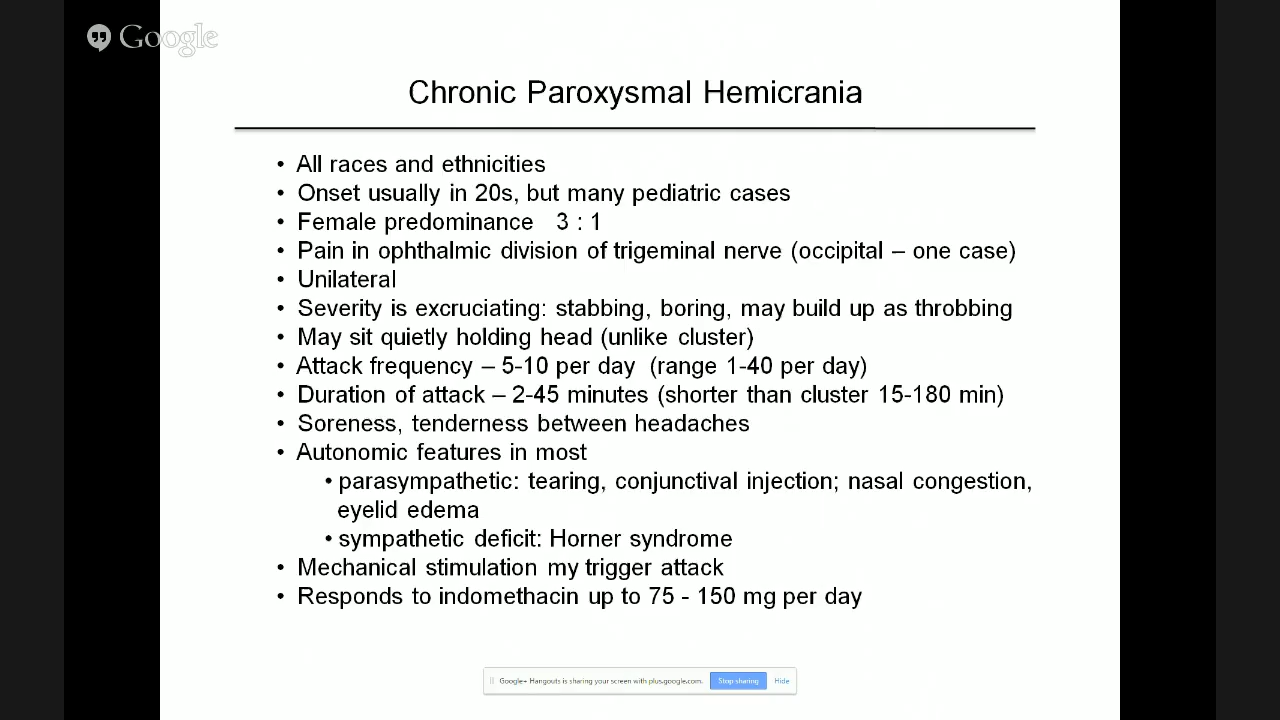 Google
Chronic Paroxysmal Hemicrania
• All races and ethnicities
• Onset usually in 20s, but many pediatric cases
• Female predominance 3 : 1
• Pain in ophthalmic division of trigeminal nerve (occipital – one case)
• Unilateral
• Severity is excruciating: stabbing, boring, may build up as throbbing
• May sit quietly holding head (unlike cluster)
• Attack frequency – 5-10 per day (range 1-40 per day)
• Duration of attack – 2-45 minutes (shorter than cluster 15-180 min)
• Soreness, tenderness between headaches
• Autonomic features in most
• parasympathetic: tearing, conjunctival injection; nasal congestion,
eyelid edema
• sympathetic deficit: Horner syndrome
• Mechanical stimulation my trigger attack
• Responds to indomethacin up to 75 - 150 mg per day
Google+ Hangouts is sharing your screen with plus.google.com. Stop sharing Hide